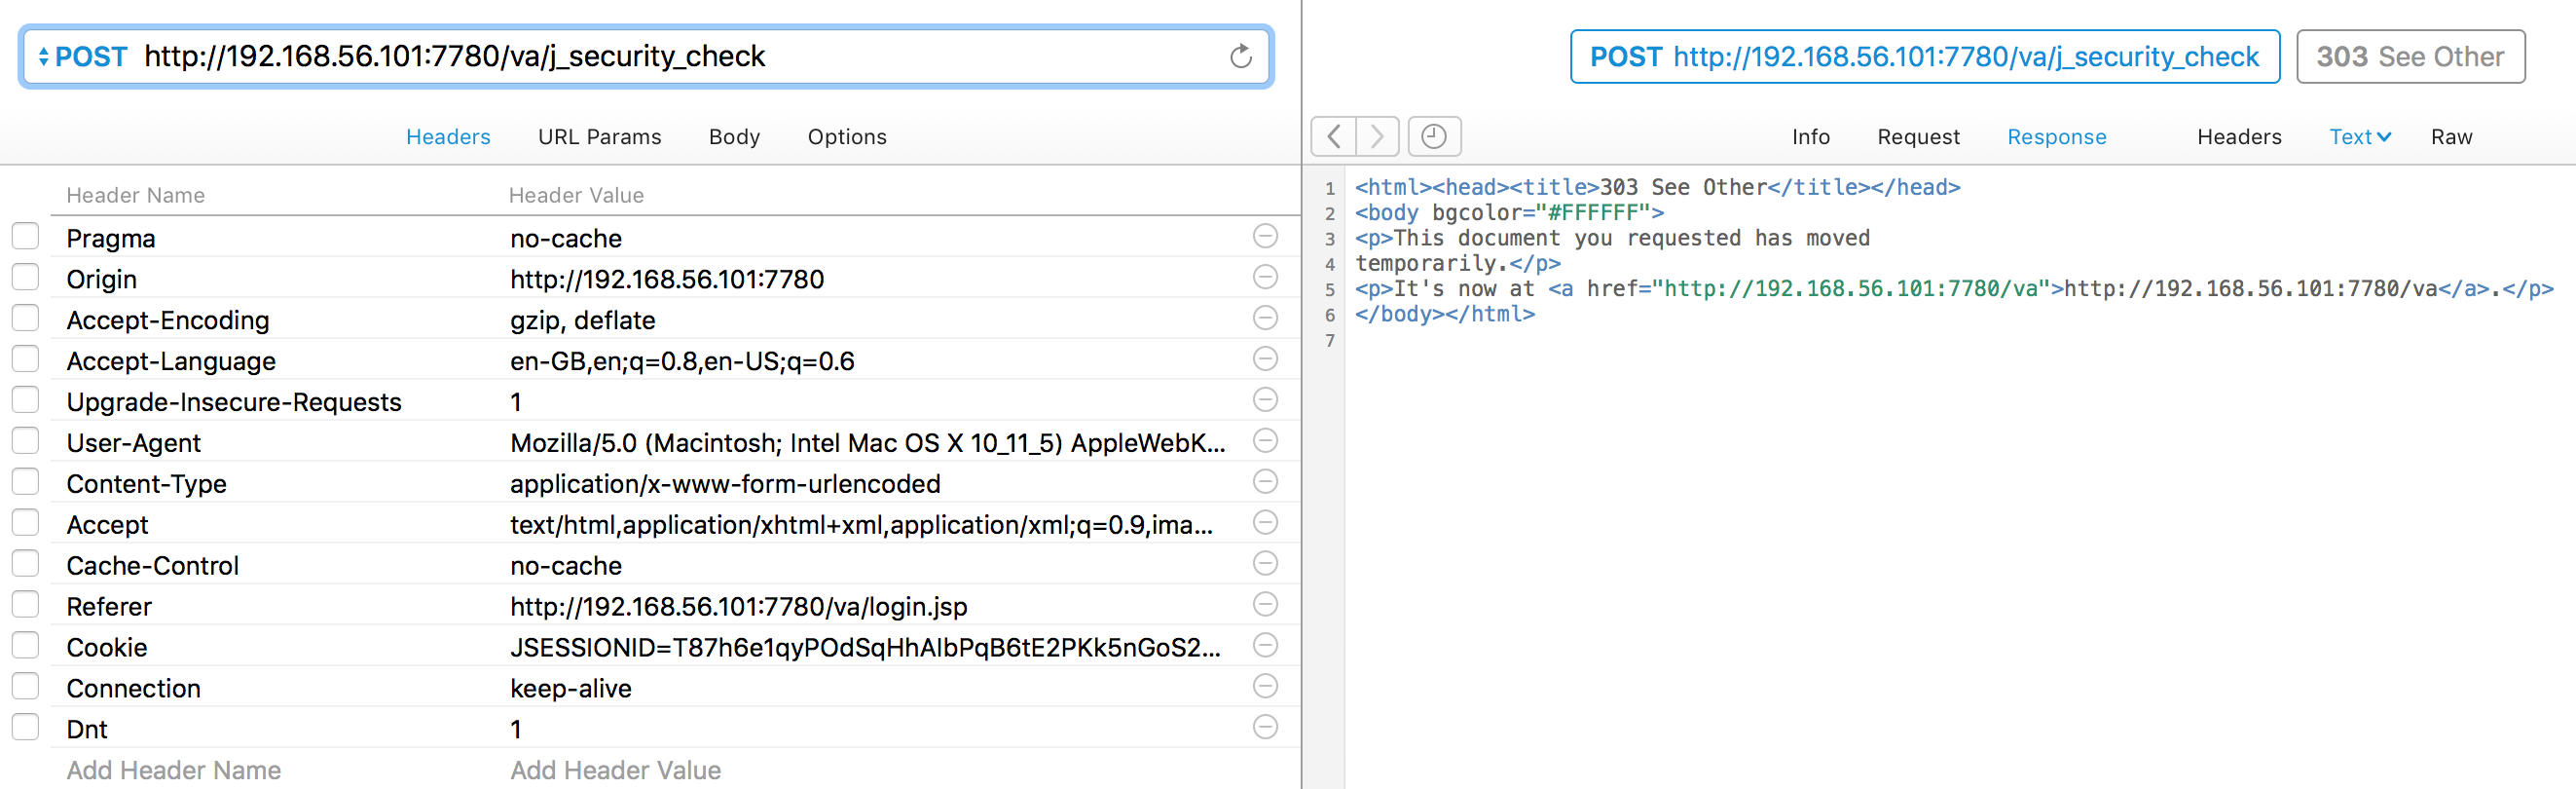 POST http://192.168.56.101:7780/va/j_security_check
Headers URL Params Body Options
Header Name Header Value
Pragma no-cache
Origin http://192.168.56.101:7780
Accept-Encoding gzip, deflate
Accept-Language en-GB,en;q=0.8,en-US;q=0.6
Upgrade-Insecure-Requests 1
User-Agent Mozilla/5.0 (Macintosh; Intel Mac OS X 10_11_5) AppleWebK...
Content-Type application/x-www-form-urlencoded
Accept text/html,application/xhtml+xml,application/xml;q=0.9,ima...
Cache-Control no-cache
Referer http://192.168.56.101:7780/va/login.jsp
Cookie JSESSIONID=T87h6e1qyPOdSqHhAlbPqB6tE2PKk5nGoS2...
Connection keep-alive
Dnt 1
Add Header Name Add Header Value
POST http://192.168.56.101:7780/va/j_security_check 303 See Other
Info Request Response Headers Text Raw
1 <html><head><title>303 See Other</title></head>
2 <body bgcolor="#FFFFFF">
3 <p>This document you requested has moved
4 temporarily.</p>
5 <p>It's now at <a href="http://192.168.56.101:7780/va">http://192.168.56.101:7780/va</a>.</p>
6 </body></html>
7